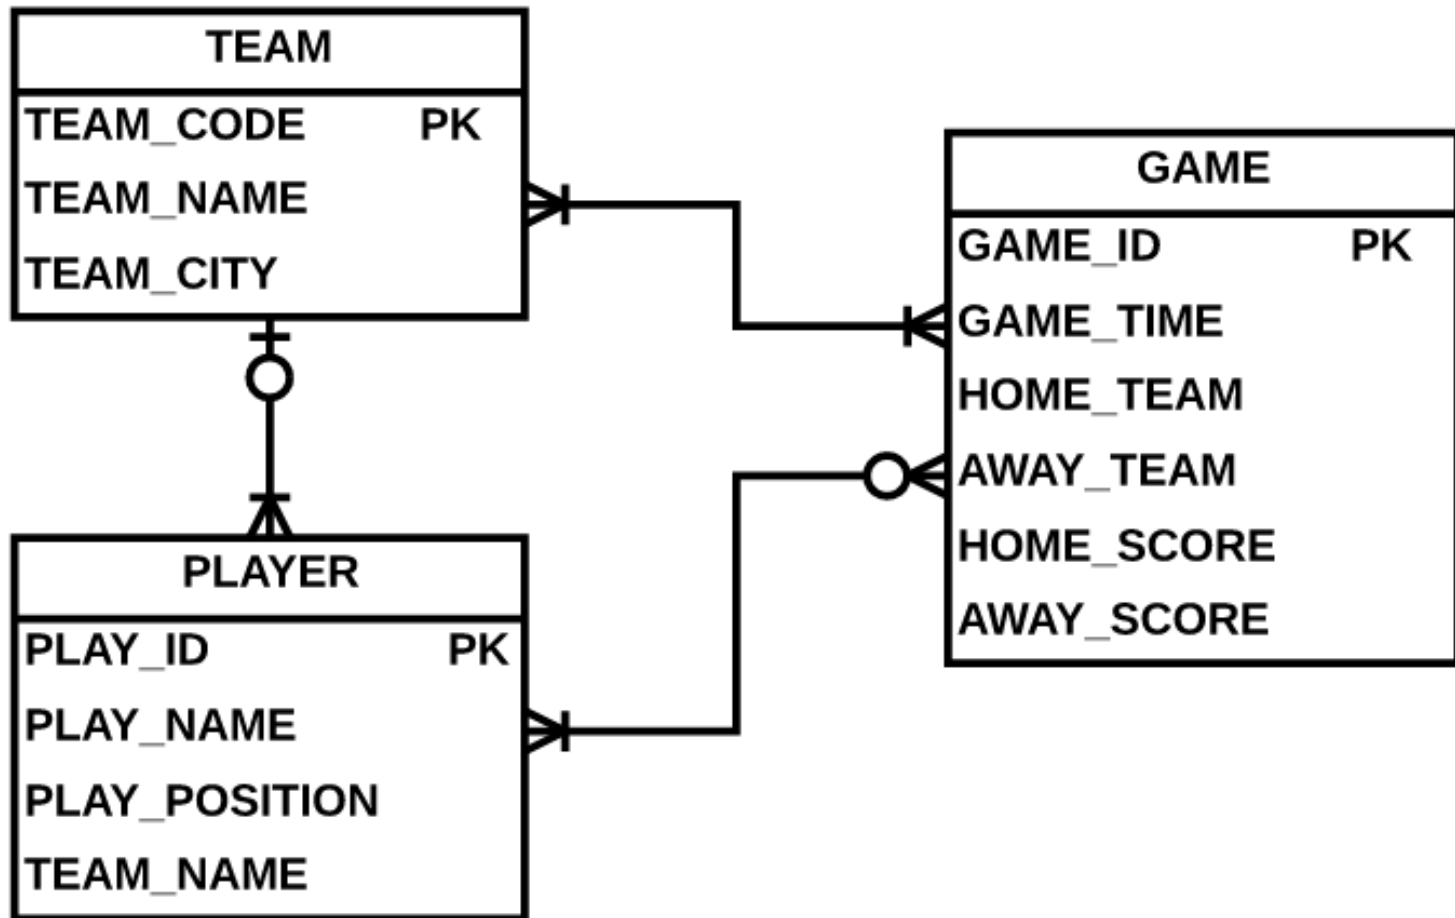 TEAM
TEAM_CODE PK
TEAM_NAME
TEAM_CITY
GAME
GAME_ID PK
GAME_TIME
HOME_TEAM
AWAY_TEAM
HOME_SCORE
AWAY_SCORE
PLAYER
PLAY_ID PK
PLAY_NAME
PLAY_POSITION
TEAM_NAME